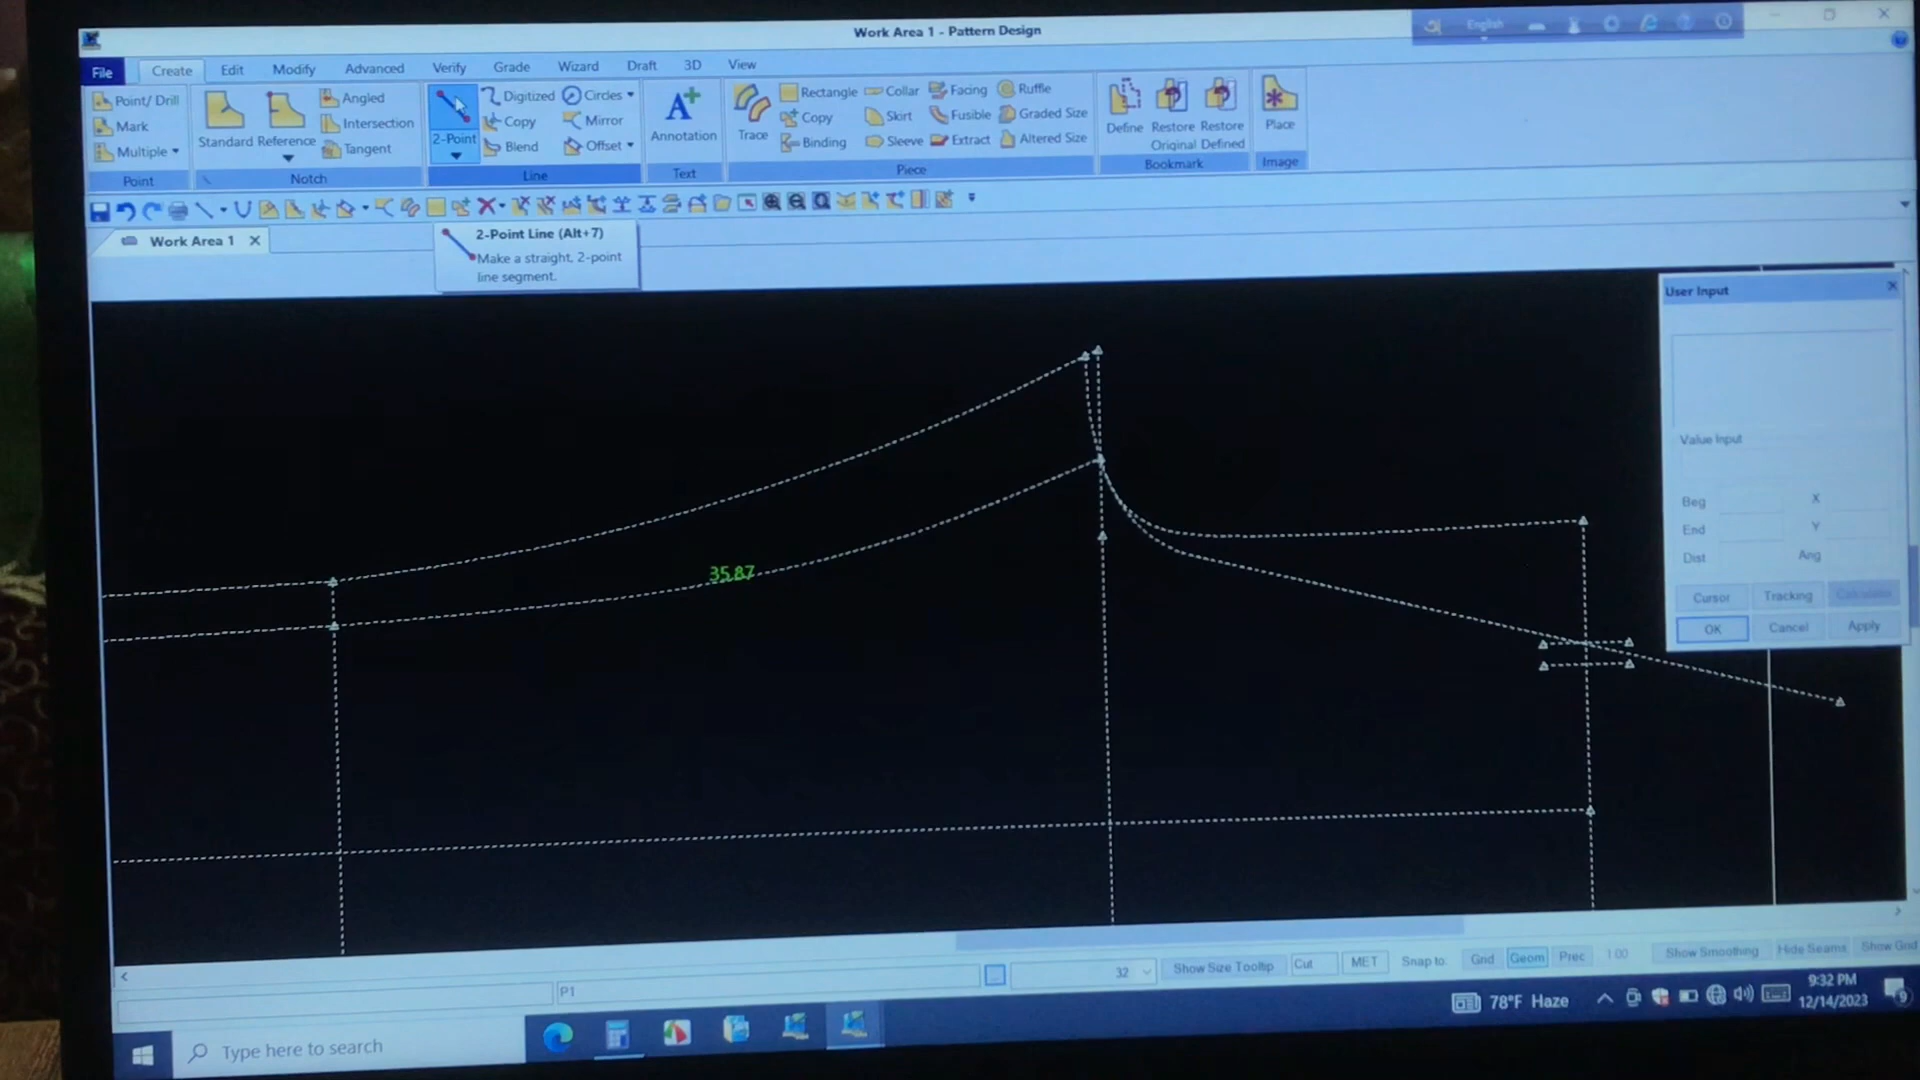 Work Area 1 - Pattern Design
English
File
Create
Edit
Modify
Advanced
Verify
Grade
Wizard
Draft
3D
View
Point/ Drill
Mark
Multiple
Point
Standard
Reference
Angled
Intersection
Tangent
Notch
2-Point
Digitized
Copy
Blend
Circles
Mirror
Offset
Line
Annotation
Text
Trace
Rectangle
Copy
Binding
Collar
Skirt
Sleeve
Facing
Fusible
Extract
Ruffle
Graded Size
Altered Size
Piece
Define
Restore Original
Restore Defined
Bookmark
Place
Image
Work Area 1
2-Point Line (Alt+7)
Make a straight, 2-point
line segment.
User Input
Value Input
Beg
X
End
Y
Dist
Ang
Cursor
Tracking
OK
Cancel
Apply
35.87
32
Show Size Tooltip
Cut
MET
Snap to
Grid
Geom
Prec
1.00
Show Smoothing
Hide Seams
Show Grid
P1
Type here to search
78°F Haze
9:32 PM
12/14/2023
9